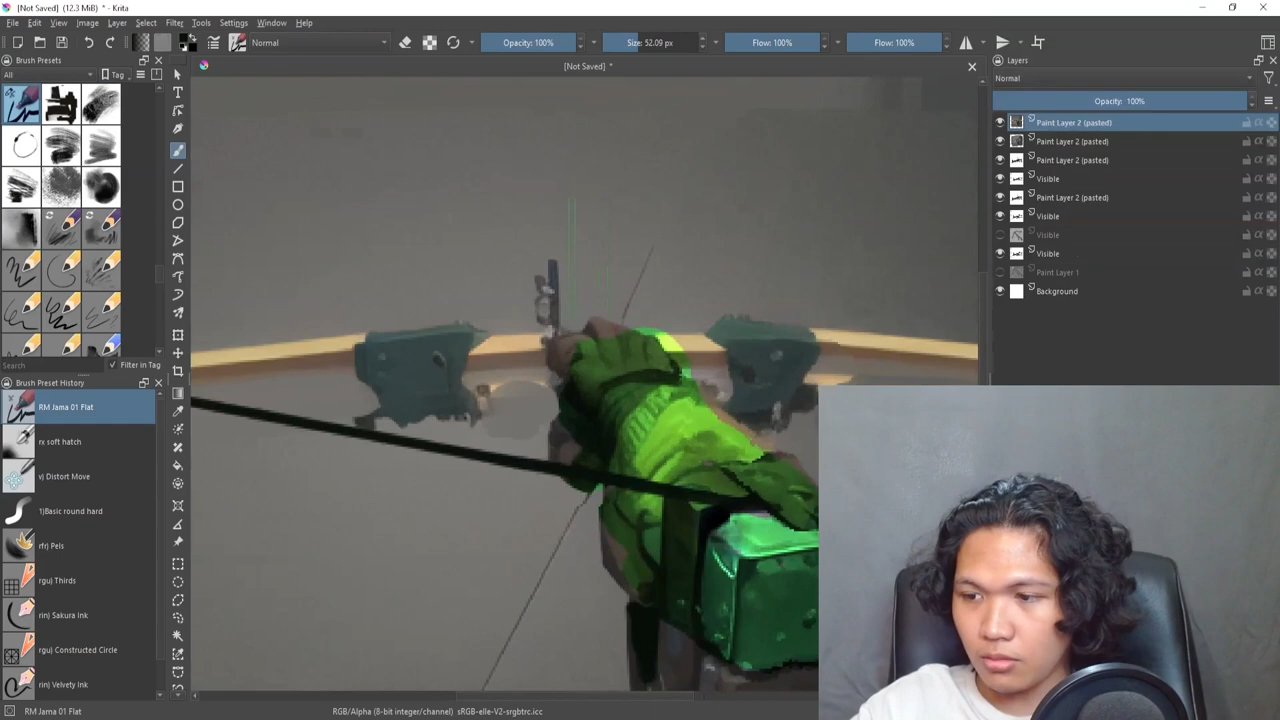 [Not Saved] (12.3 MiB) * - Krita
File Edit View Image Layer Select Filter Tools Settings Window Help
Normal Opacity: 100% Size: 52.09 px Flow: 100% Flow: 100%
Brush Presets
All Tag
Search Filter in Tag
Brush Preset History
RM Jama 01 Flat
rx soft hatch
v) Distort Move
1)Basic round hard
rfr) Pels
rgu) Thirds
rin) Sakura Ink
rgu) Constructed Circle
rin) Velvety Ink
[Not Saved] *
Layers
Normal
Opacity: 100%
Paint Layer 2 (pasted)
Paint Layer 2 (pasted)
Paint Layer 2 (pasted)
Visible
Paint Layer 2 (pasted)
Visible
Visible
Visible
Paint Layer 1
Background
RM Jama 01 Flat
RGB/Alpha (8-bit integer/channel) sRGB-elle-V2-srgbtrc.icc